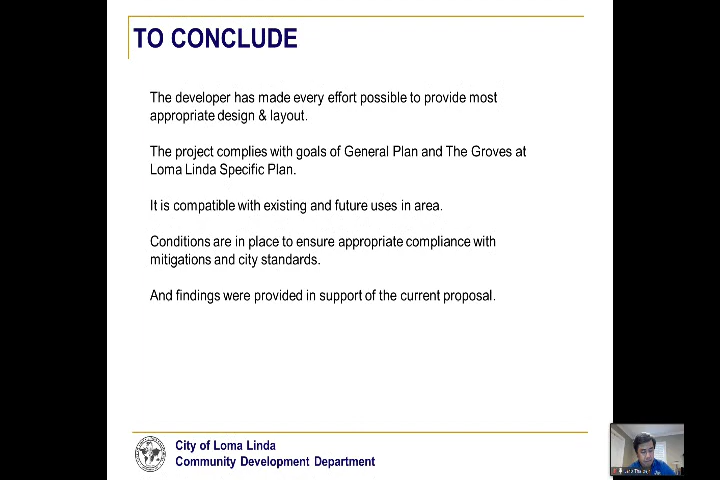 TO CONCLUDE
The developer has made every effort possible to provide most
appropriate design & layout.
The project complies with goals of General Plan and The Groves at
Loma Linda Specific Plan.
It is compatible with existing and future uses in area.
Conditions are in place to ensure appropriate compliance with
mitigations and city standards.
And findings were provided in support of the current proposal.
City of Loma Linda
Community Development Department